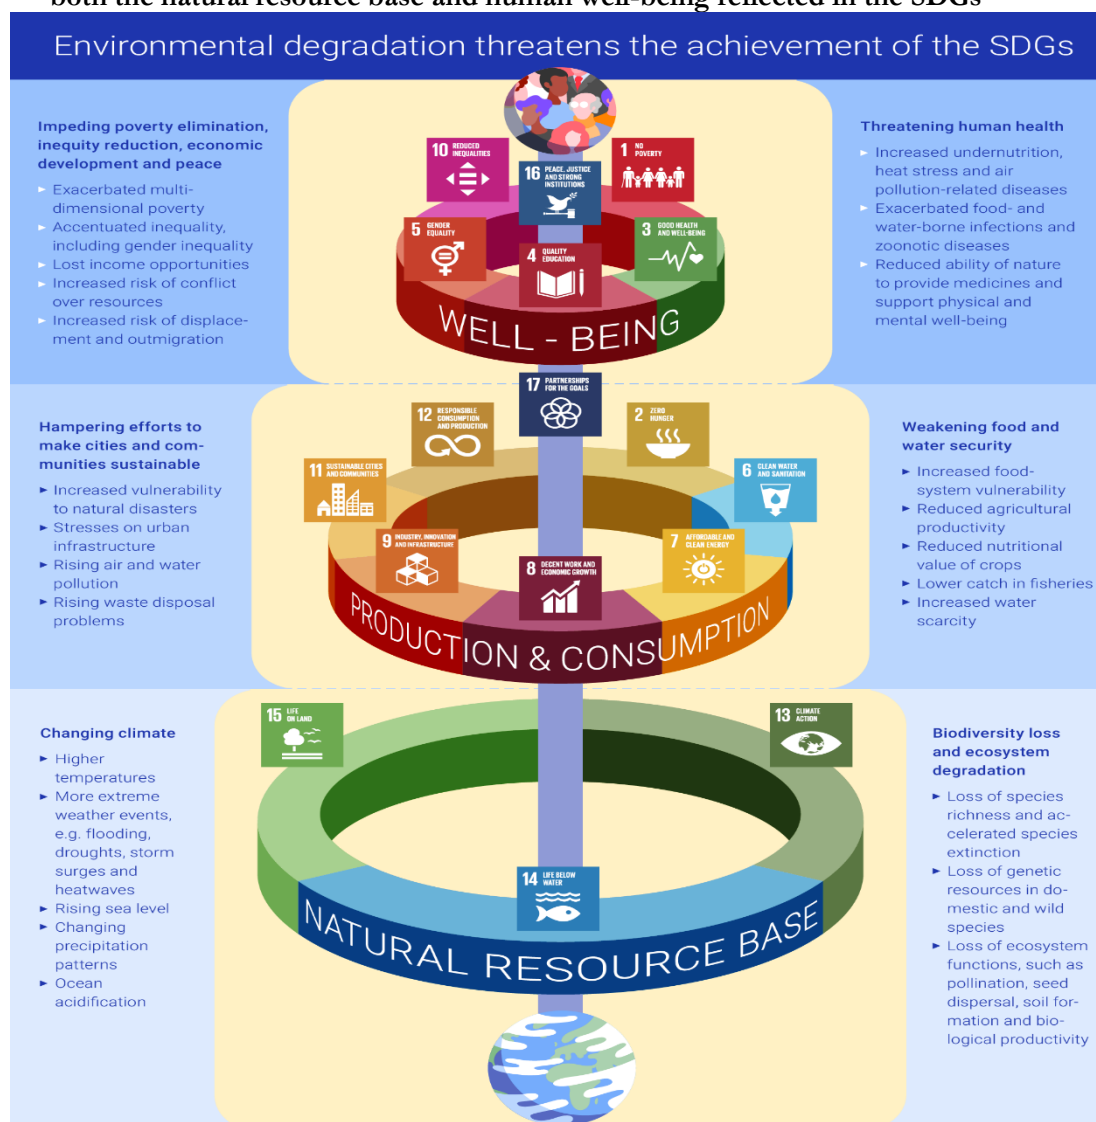 both the natural resource base and human well-being reflected in the SDGs
Environmental degradation threatens the achievement of the SDGs
Impeding poverty elimination,
inequity reduction, economic
development and peace
► Exacerbated multi-
dimensional poverty
► Accentuated inequality,
including gender inequality
► Lost income opportunities
► Increased risk of conflict
over resources
► Increased risk of displace-
ment and outmigration
10 REDUCED
INEQUALITIES
16 PEACE, JUSTICE
AND STRONG
INSTITUTIONS
1 NO
POVERTY
5 GENDER
EQUALITY
4 QUALITY
EDUCATION
3 GOOD HEALTH
AND WELL-BEING
WELL - BEING
Threatening human health
► Increased undernutrition,
heat stress and air
pollution-related diseases
► Exacerbated food- and
water-borne infections and
zoonotic diseases
► Reduced ability of nature
to provide medicines and
support physical and
mental well-being
Hampering efforts to
make cities and com-
munities sustainable
► Increased vulnerability
to natural disasters
► Stresses on urban
infrastructure
► Rising air and water
pollution
► Rising waste disposal
problems
17 PARTNERSHIPS
FOR THE GOALS
12 RESPONSIBLE
CONSUMPTION
AND PRODUCTION
2 ZERO
HUNGER
11 SUSTAINABLE CITIES
AND COMMUNITIES
6 CLEAN WATER
AND SANITATION
9 INDUSTRY, INNOVATION
AND INFRASTRUCTURE
8 DECENT WORK AND
ECONOMIC GROWTH
7 AFFORDABLE AND
CLEAN ENERGY
PRODUCTION & CONSUMPTION
Weakening food and
water security
► Increased food-
system vulnerability
► Reduced agricultural
productivity
► Reduced nutritional
value of crops
► Lower catch in fisheries
► Increased water
scarcity
Changing climate
► Higher
temperatures
► More extreme
weather events,
e.g. flooding,
droughts, storm
surges and
heatwaves
► Rising sea level
► Changing
precipitation
patterns
► Ocean
acidification
15 LIFE
ON LAND
13 CLIMATE
ACTION
14 LIFE BELOW
WATER
NATURAL RESOURCE BASE
Biodiversity loss
and ecosystem
degradation
► Loss of species
richness and ac-
celerated species
extinction
► Loss of genetic
resources in do-
mestic and wild
species
► Loss of ecosystem
functions, such as
pollination, seed
dispersal, soil for-
mation and bio-
logical productivity